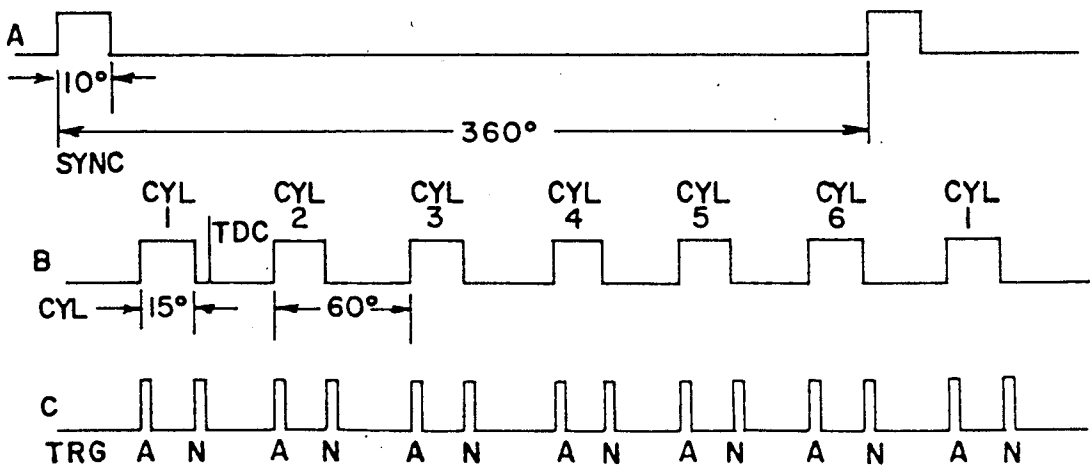 A
10°
360°
SYNC
CYL 1 CYL 2 CYL 3 CYL 4 CYL 5 CYL 6 CYL 1
TDC
B
CYL 15° 60°
C
TRG A N A N A N A N A N A N A N